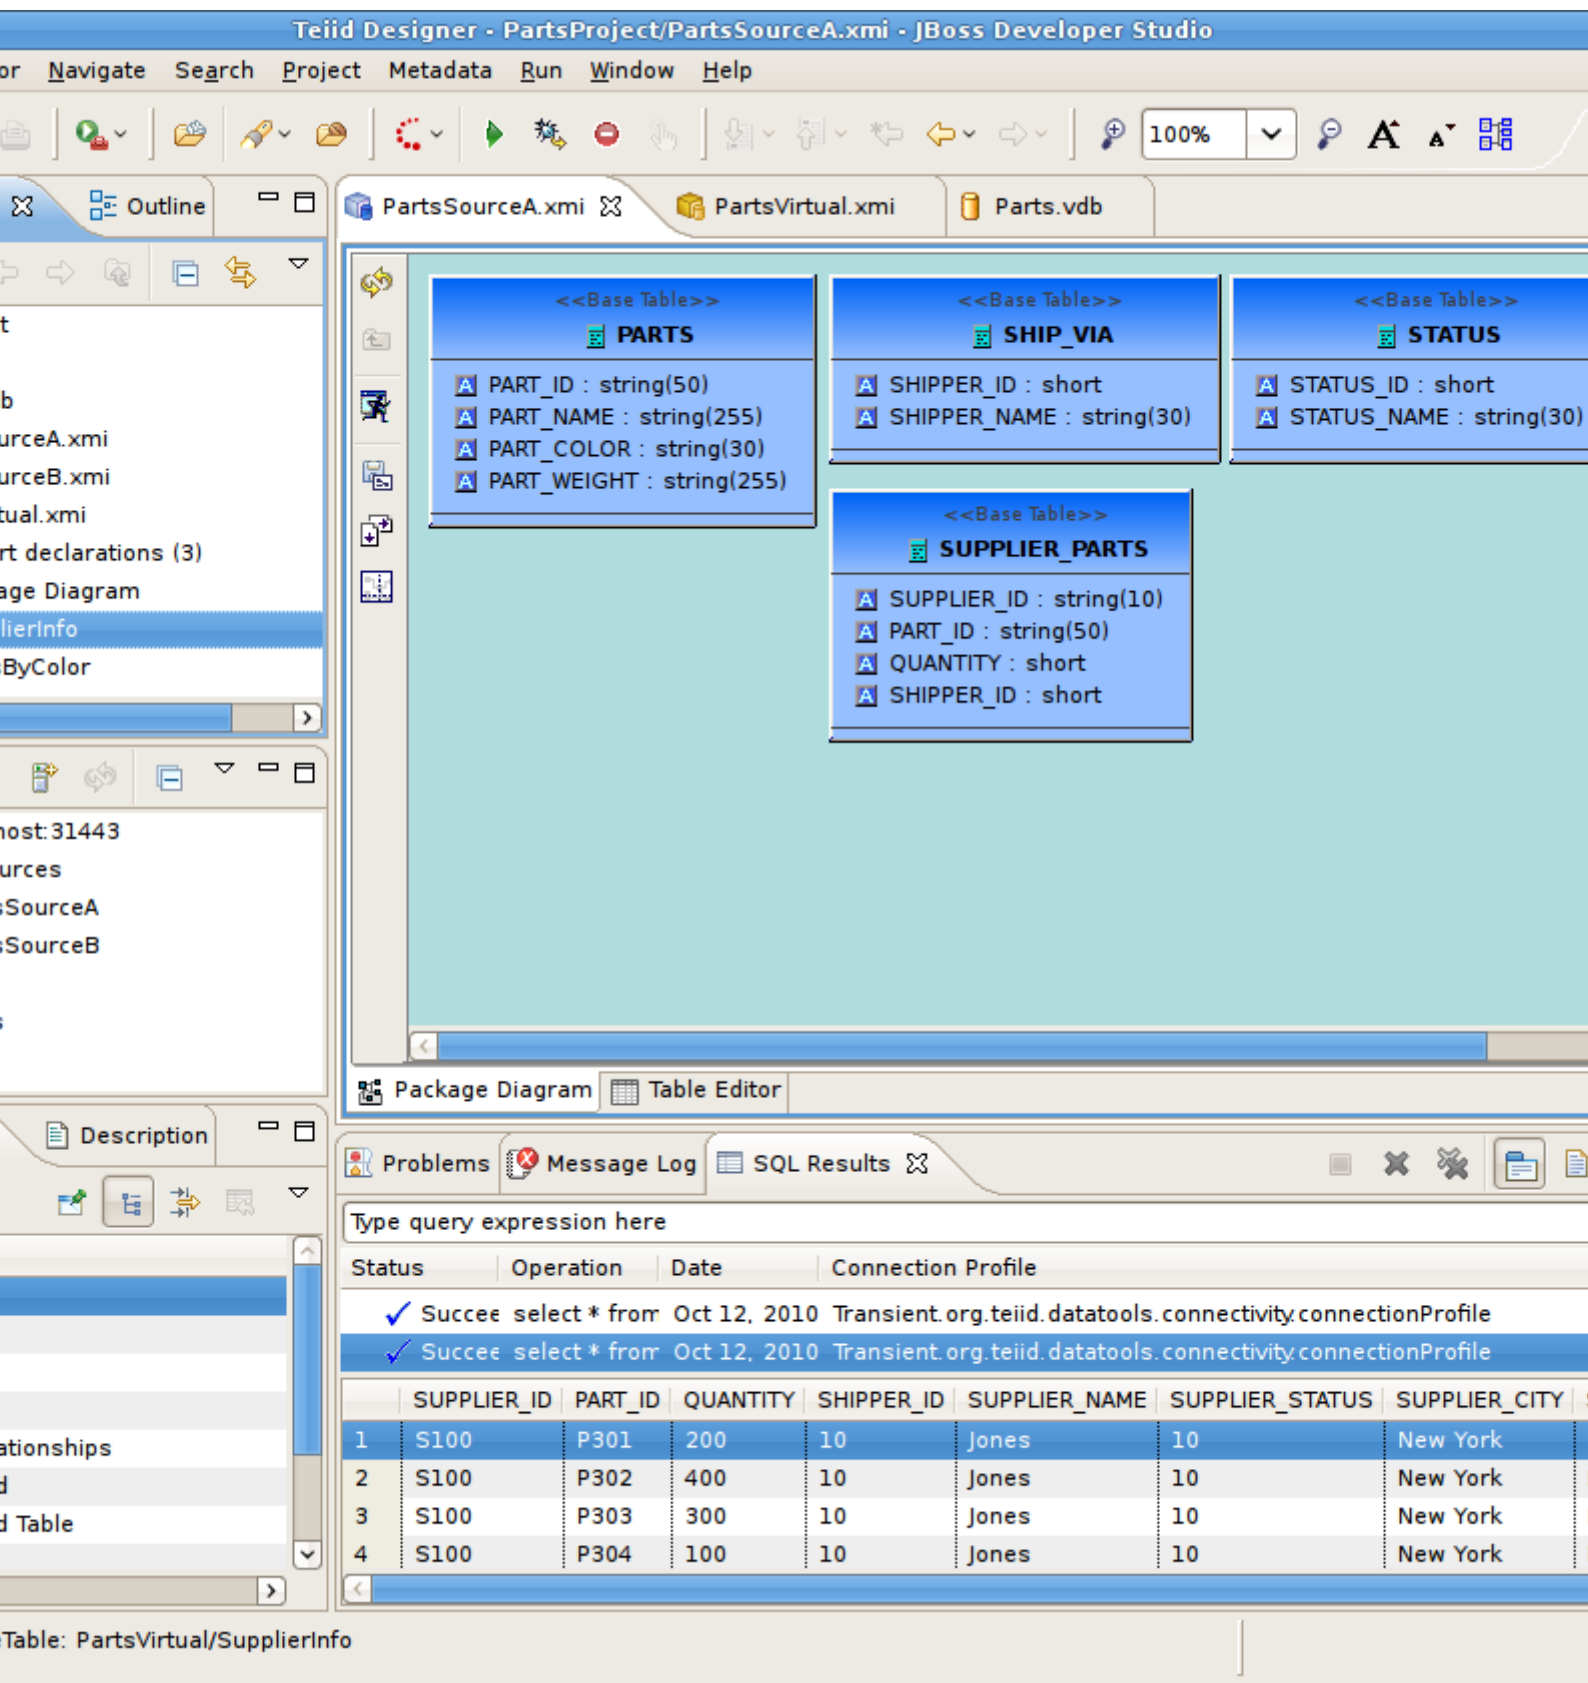 Teiid Designer - PartsProject/PartsSourceA.xmi - JBoss Developer Studio
or Navigate Search Project Metadata Run Window Help
100%
Outline
PartsSourceA.xmi PartsVirtual.xmi Parts.vdb
t
b
urceA.xmi
urceB.xmi
tual.xmi
rt declarations (3)
age Diagram
lierInfo
sByColor
<<Base Table>>
PARTS
PART_ID : string(50)
PART_NAME : string(255)
PART_COLOR : string(30)
PART_WEIGHT : string(255)
<<Base Table>>
SHIP_VIA
SHIPPER_ID : short
SHIPPER_NAME : string(30)
<<Base Table>>
STATUS
STATUS_ID : short
STATUS_NAME : string(30)
<<Base Table>>
SUPPLIER_PARTS
SUPPLIER_ID : string(10)
PART_ID : string(50)
QUANTITY : short
SHIPPER_ID : short
host:31443
urces
sSourceA
sSourceB
s
Package Diagram Table Editor
Description
ationships
d
d Table
Problems Message Log SQL Results
Type query expression here
Status Operation Date Connection Profile
Succee select * from Oct 12, 2010 Transient.org.teiid.datatools.connectivity.connectionProfile
Succee select * from Oct 12, 2010 Transient.org.teiid.datatools.connectivity.connectionProfile
SUPPLIER_ID PART_ID QUANTITY SHIPPER_ID SUPPLIER_NAME SUPPLIER_STATUS SUPPLIER_CITY
1 S100 P301 200 10 Jones 10 New York
2 S100 P302 400 10 Jones 10 New York
3 S100 P303 300 10 Jones 10 New York
4 S100 P304 100 10 Jones 10 New York
Table: PartsVirtual/SupplierInfo